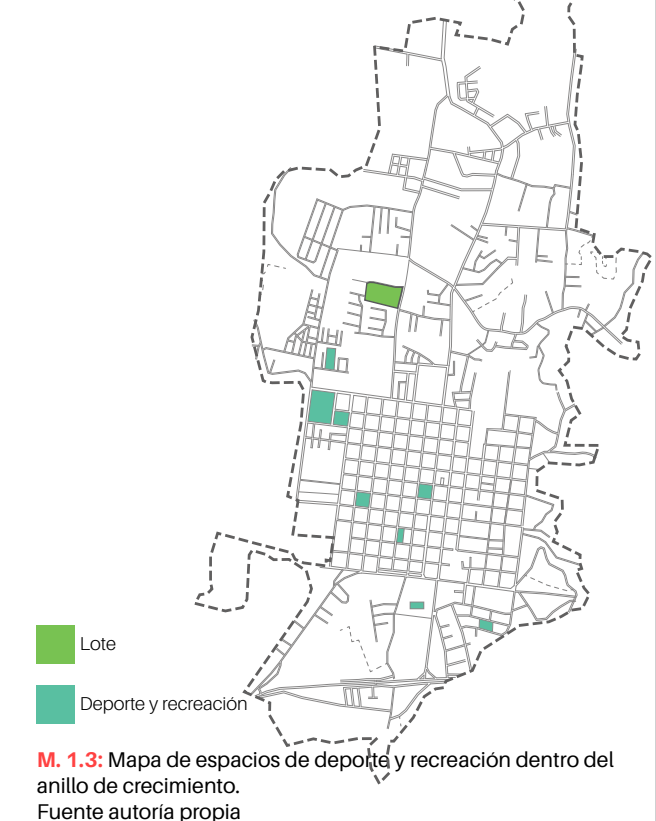 Lote
Deporte y recreación
M. 1.3: Mapa de espacios de deporte y recreación dentro del
anillo de crecimiento.
Fuente autoría propia